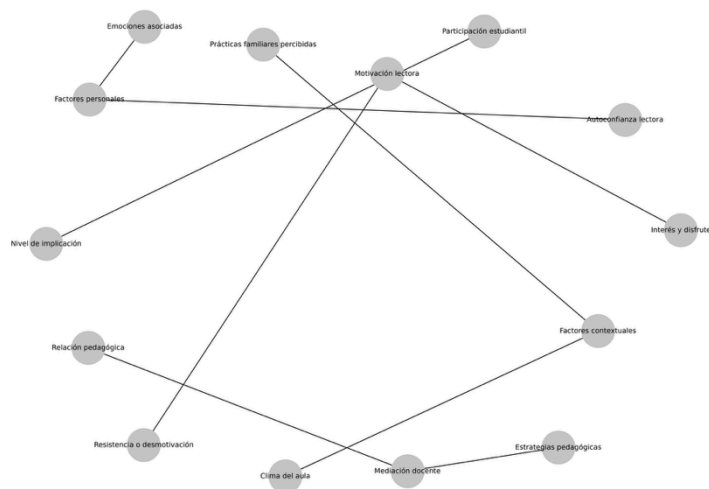 Emociones asociadas
Participación estudiantil
Prácticas familiares percibidas
Motivación lectora
Factores personales
Autoconfianza lectora
Interés y disfrute
Nivel de implicación
Factores contextuales
Relación pedagógica
Resistencia o desmotivación
Estrategias pedagógicas
Mediación docente
Clima del aula